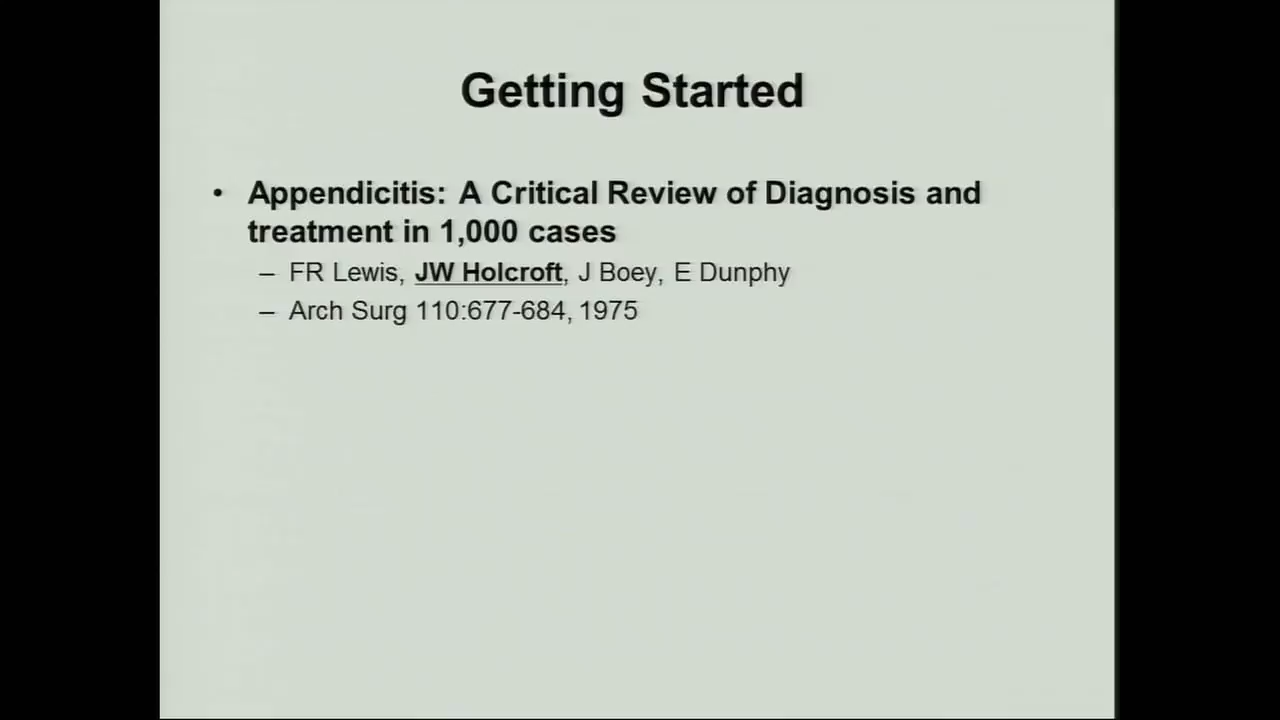 Getting Started
• Appendicitis: A Critical Review of Diagnosis and
treatment in 1,000 cases
– FR Lewis, JW Holcroft, J Boey, E Dunphy
– Arch Surg 110:677-684, 1975